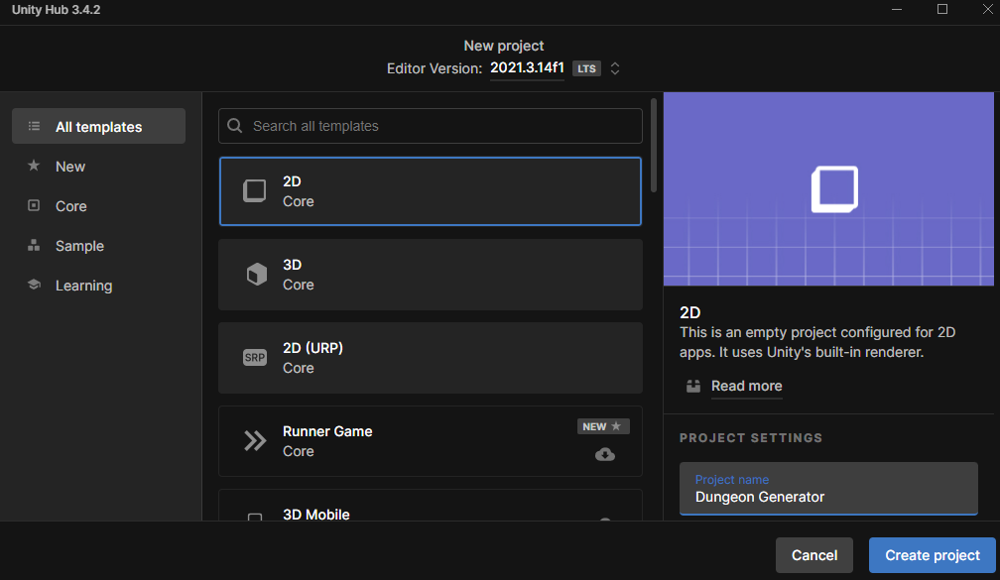 Unity Hub 3.4.2
New project
Editor Version: 2021.3.14f1 LTS
All templates
New
Core
Sample
Learning
Search all templates
2D
Core
3D
Core
SRP
2D (URP)
Core
Runner Game
Core
NEW
3D Mobile
2D
This is an empty project configured for 2D
apps. It uses Unity's built-in renderer.
Read more
PROJECT SETTINGS
Project name
Dungeon Generator
Cancel
Create project